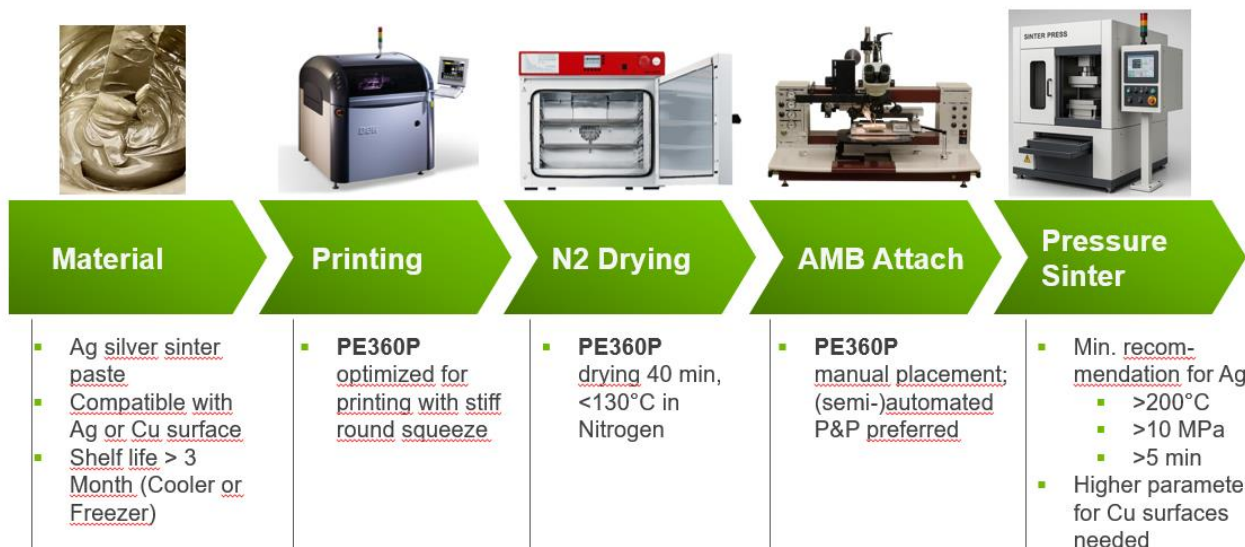 SINTER PRESS
DEK
Material
Printing
N2 Drying
AMB Attach
Pressure
Sinter
▪ Ag silver sinter
paste
▪ Compatible with
Ag or Cu surface
▪ Shelf life > 3
Month (Cooler or
Freezer)
▪ PE360P
optimized for
printing with stiff
round squeeze
▪ PE360P
drying 40 min,
<130°C in
Nitrogen
▪ PE360P
manual placement;
(semi-)automated
P&P preferred
▪ Min. recom-
mendation for Ag
▪ >200°C
▪ >10 MPa
▪ >5 min
▪ Higher paramete
for Cu surfaces
needed